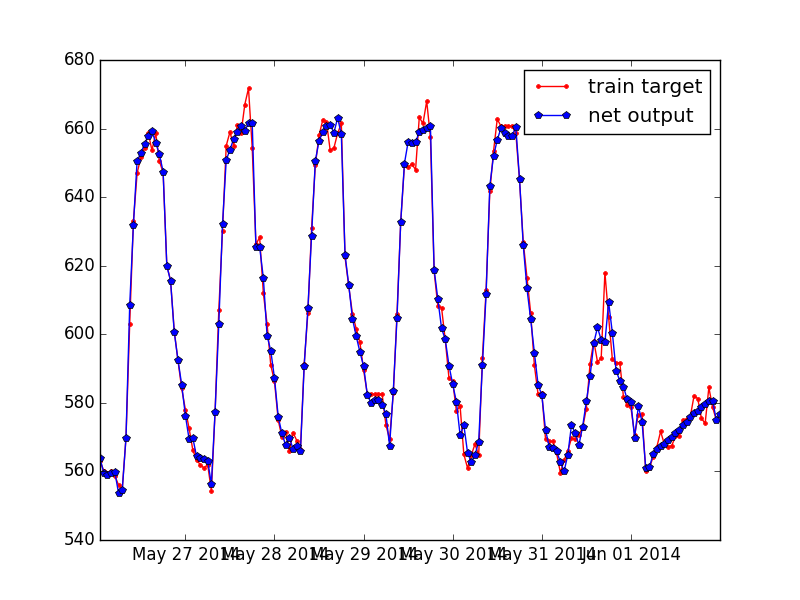 680
660
640
620
600
580
560
540
train target
net output
May 27 2014
May 28 2014
May 29 2014
May 30 2014
May 31 2014
Jun 01 2014